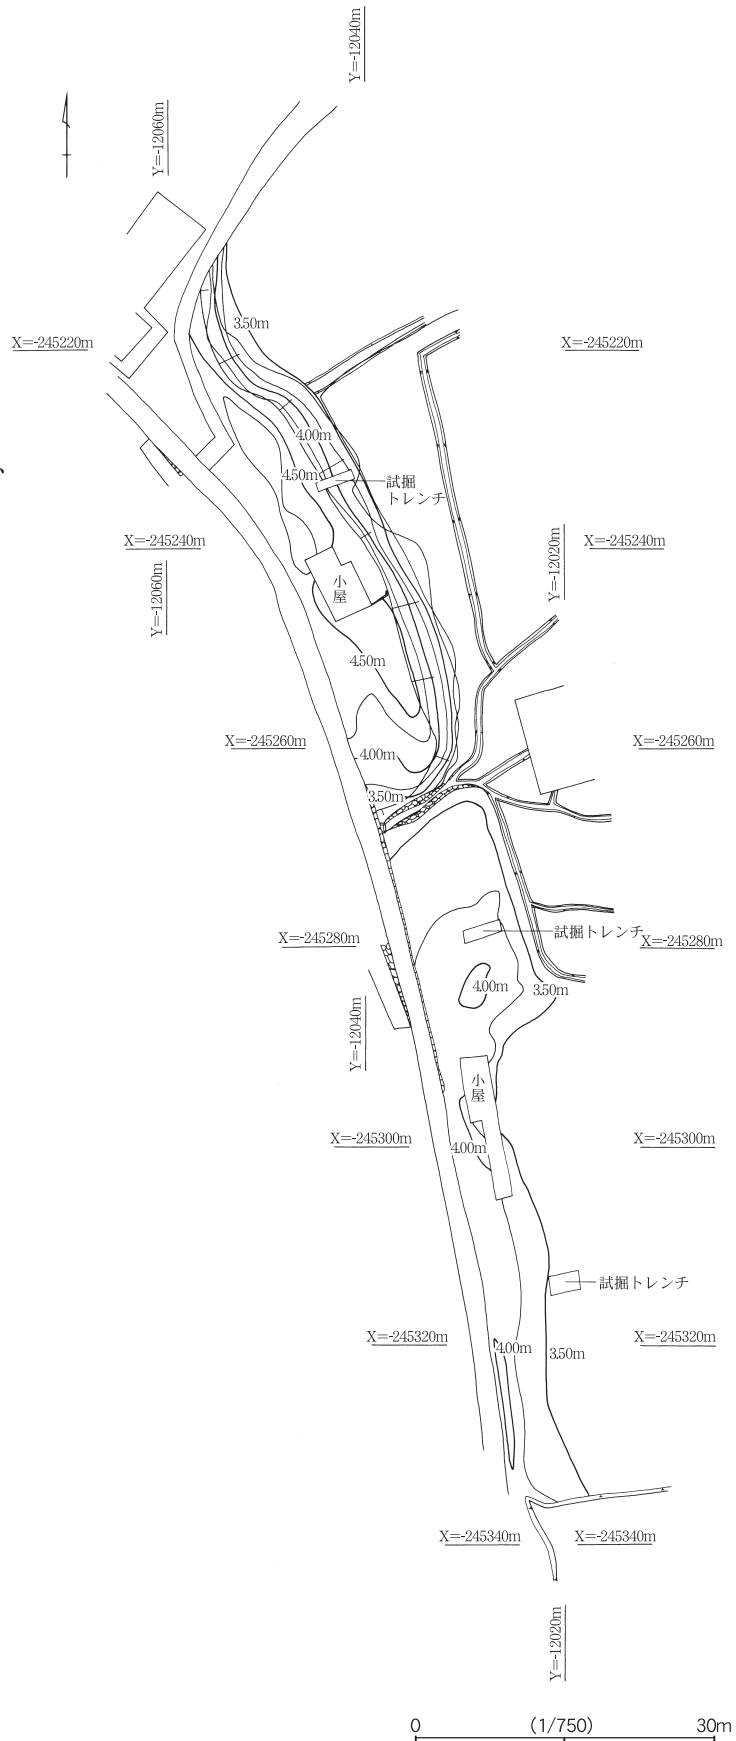 Y=-12040m
Y=-12060m
3.50m
X=-245220m
X=-245220m
4.00m
4.50m
試掘
トレンチ
X=-245240m
Y=-12020m
X=-245240m
Y=-12060m
小
屋
4.50m
X=-245260m
X=-245260m
4.00m
3.50m
試掘トレンチ
X=-245280m
X=-245280m
4.00m
3.50m
Y=-12040m
小
屋
X=-245300m
4.00m
X=-245300m
試掘トレンチ
X=-245320m
4.00m
3.50m
X=-245320m
X=-245340m
X=-245340m
Y=-12020m
0 (1/750) 30m